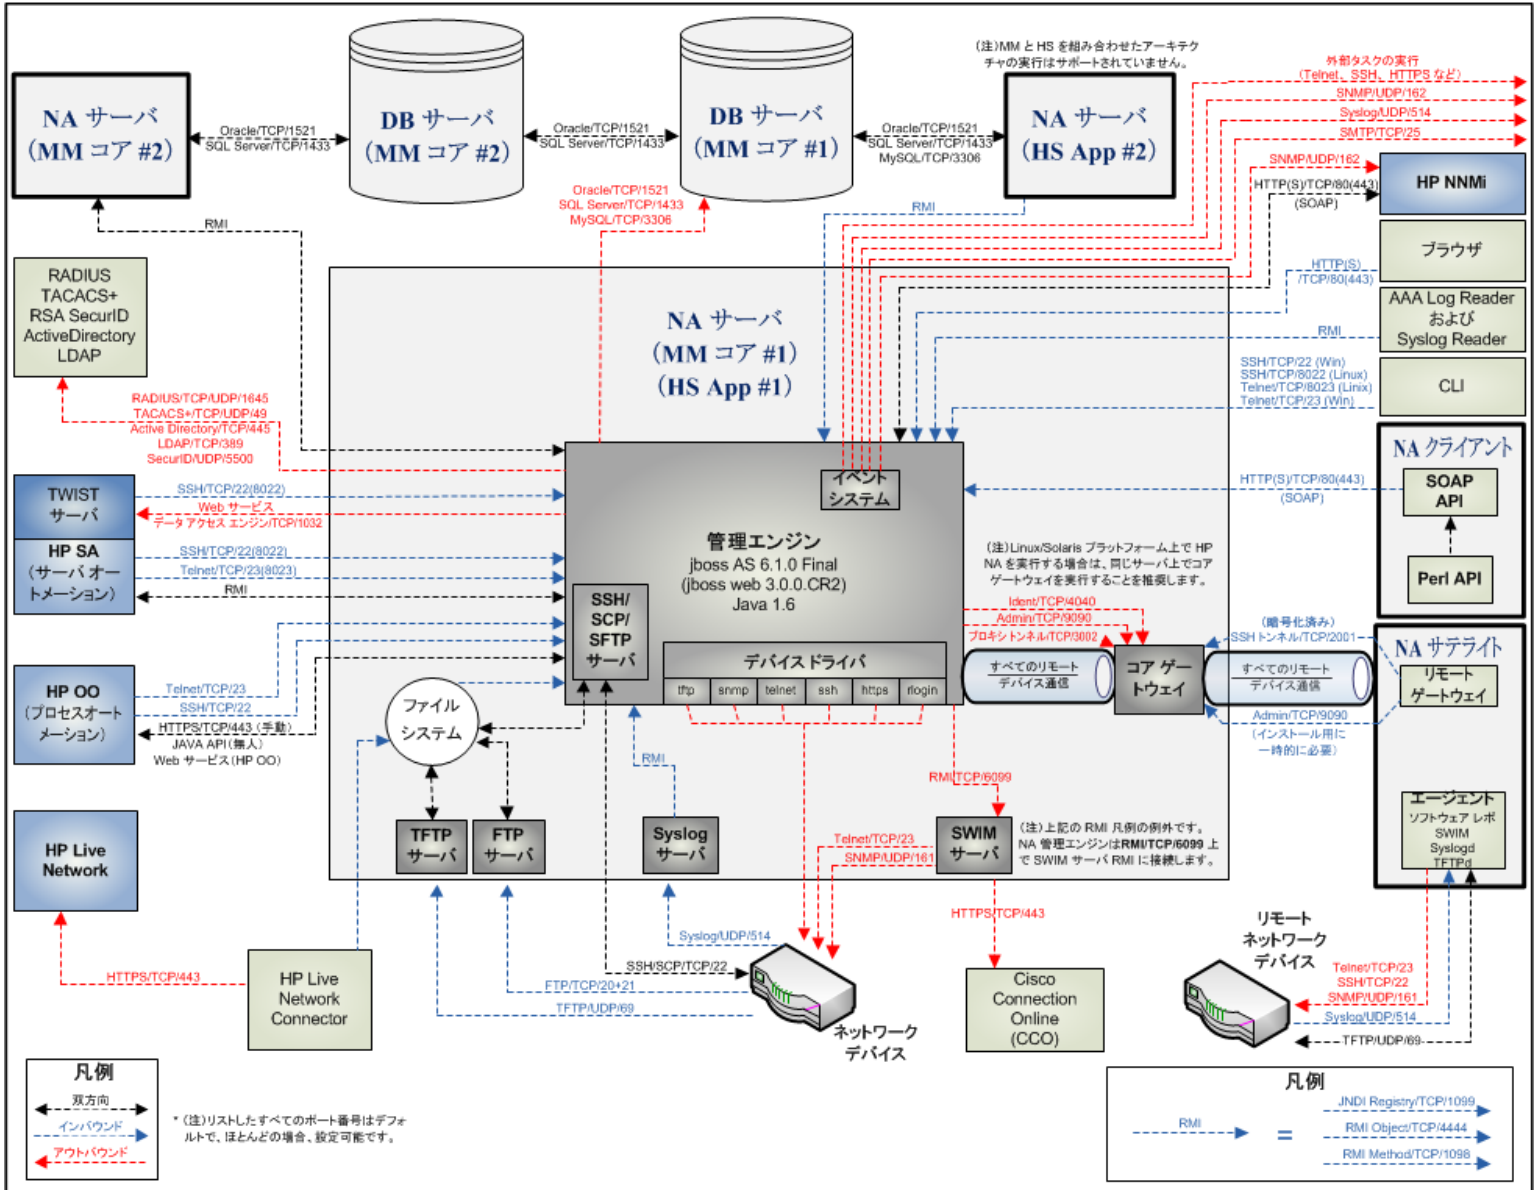 (注)MM と HS を組み合わせたアーキテク
チャの実行はサポートされていません。
外部タスクの実行
(Telnet、SSH、HTTPS など)
SNMP/UDP/162
Syslog/UDP/514
SMTP/TCP/25
NA サーバ
(MM コア #2)
Oracle/TCP/1521
SQL Server/TCP/1433
DB サーバ
(MM コア #2)
Oracle/TCP/1521
SQL Server/TCP/1433
DB サーバ
(MM コア #1)
Oracle/TCP/1521
SQL Server/TCP/1433
MySQL/TCP/3306
NA サーバ
(HS App #2)
SNMP/UDP/162
HTTP(S)/TCP/80(443)
(SOAP)
HP NNMi
Oracle/TCP/1521
SQL Server/TCP/1433
MySQL/TCP/3306
RMI
RMI
ブラウザ
HTTP(S)
/TCP/80(443)
RADIUS
TACACS+
RSA SecurID
ActiveDirectory
LDAP
AAA Log Reader
および
Syslog Reader
RMI
NA サーバ
(MM コア #1)
(HS App #1)
SSH/TCP/22 (Win)
SSH/TCP/8022 (Linux)
Telnet/TCP/8023 (Linix)
Telnet/TCP/23 (Win)
CLI
RADIUS/TCP/UDP/1645
TACACS+/TCP/UDP/49
Active Directory/TCP/445
LDAP/TCP/389
SecurID/UDP/5500
NA クライアント
SOAP
API
Perl API
HTTP(S)/TCP/80(443)
(SOAP)
イベント
システム
TWIST
サーバ
SSH/TCP/22(8022)
Web サービス
データ アクセス エンジン/TCP/1032
管理エンジン
jboss AS 6.1.0 Final
(jboss web 3.0.0.CR2)
Java 1.6
HP SA
(サーバ オー
トメーション)
SSH/TCP/22(8022)
Telnet/TCP/23(8023)
RMI
(注)Linux/Solaris プラットフォーム上で HP
NA を実行する場合は、同じサーバ上でコア
ゲートウェイを実行することを推奨します。
SSH/
SCP/
SFTP
サーバ
Ident/TCP/4040
Admin/TCP/9090
プロキシトンネル/TCP/3002
(暗号化済み)
SSHトンネル/TCP/2001
NA サテライト
デバイスドライバ
tftp
snmp
telnet
ssh
https
rlogin
すべてのリモート
デバイス通信
コア ゲー
トウェイ
すべてのリモート
デバイス通信
リモート
ゲートウェイ
HP OO
(プロセスオート
メーション)
Telnet/TCP/23
SSH/TCP/22
HTTPS/TCP/443 (手動)
JAVA API(無人)
Web サービス(HP OO)
ファイル
システム
Admin/TCP/9090
(インストール用に
一時的に必要)
RMI
RMI/TCP/6099
HP Live
Network
TFTP
サーバ
FTP
サーバ
Syslog
サーバ
Telnet/TCP/23
SNMP/UDP/161
SWIM
サーバ
(注)上記の RMI 凡例の例外です。
NA 管理エンジンはRMI/TCP/6099 上
で SWIM サーバ RMI に接続します。
エージェント
ソフトウェア レポ
SWIM
Syslogd
TFTPd
HTTPS/TCP/443
HTTPS/TCP/443
HP Live
Network
Connector
Syslog/UDP/514
SSH/SCP/TCP/22
FTP/TCP/20+21
TFTP/UDP/69
ネットワーク
デバイス
Cisco
Connection
Online
(CCO)
リモート
ネットワーク
デバイス
Telnet/TCP/23
SSH/TCP/22
SNMP/UDP/161
Syslog/UDP/514
TFTP/UDP/69
凡例
双方向
インバウンド
アウトバウンド
* (注)リストしたすべてのポート番号はデフォ
ルトで、ほとんどの場合、設定可能です。
凡例
RMI
=
JNDI Registry/TCP/1099
RMI Object/TCP/4444
RMI Method/TCP/1098